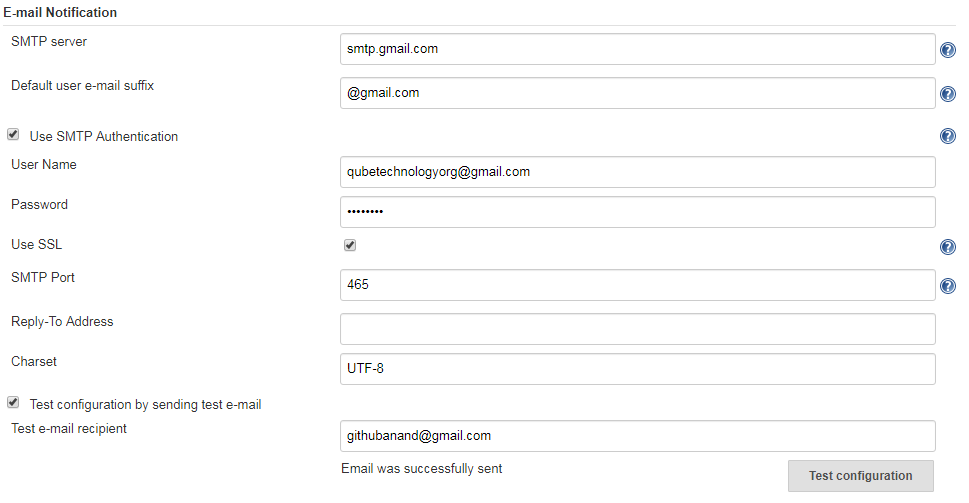 E-mail Notification
SMTP server
smtp.gmail.com
Default user e-mail suffix
@gmail.com
Use SMTP Authentication
User Name
qubetechnologyorg@gmail.com
Password
••••••••
Use SSL
SMTP Port
465
Reply-To Address
Charset
UTF-8
Test configuration by sending test e-mail
Test e-mail recipient
githubanand@gmail.com
Email was successfully sent
Test configuration